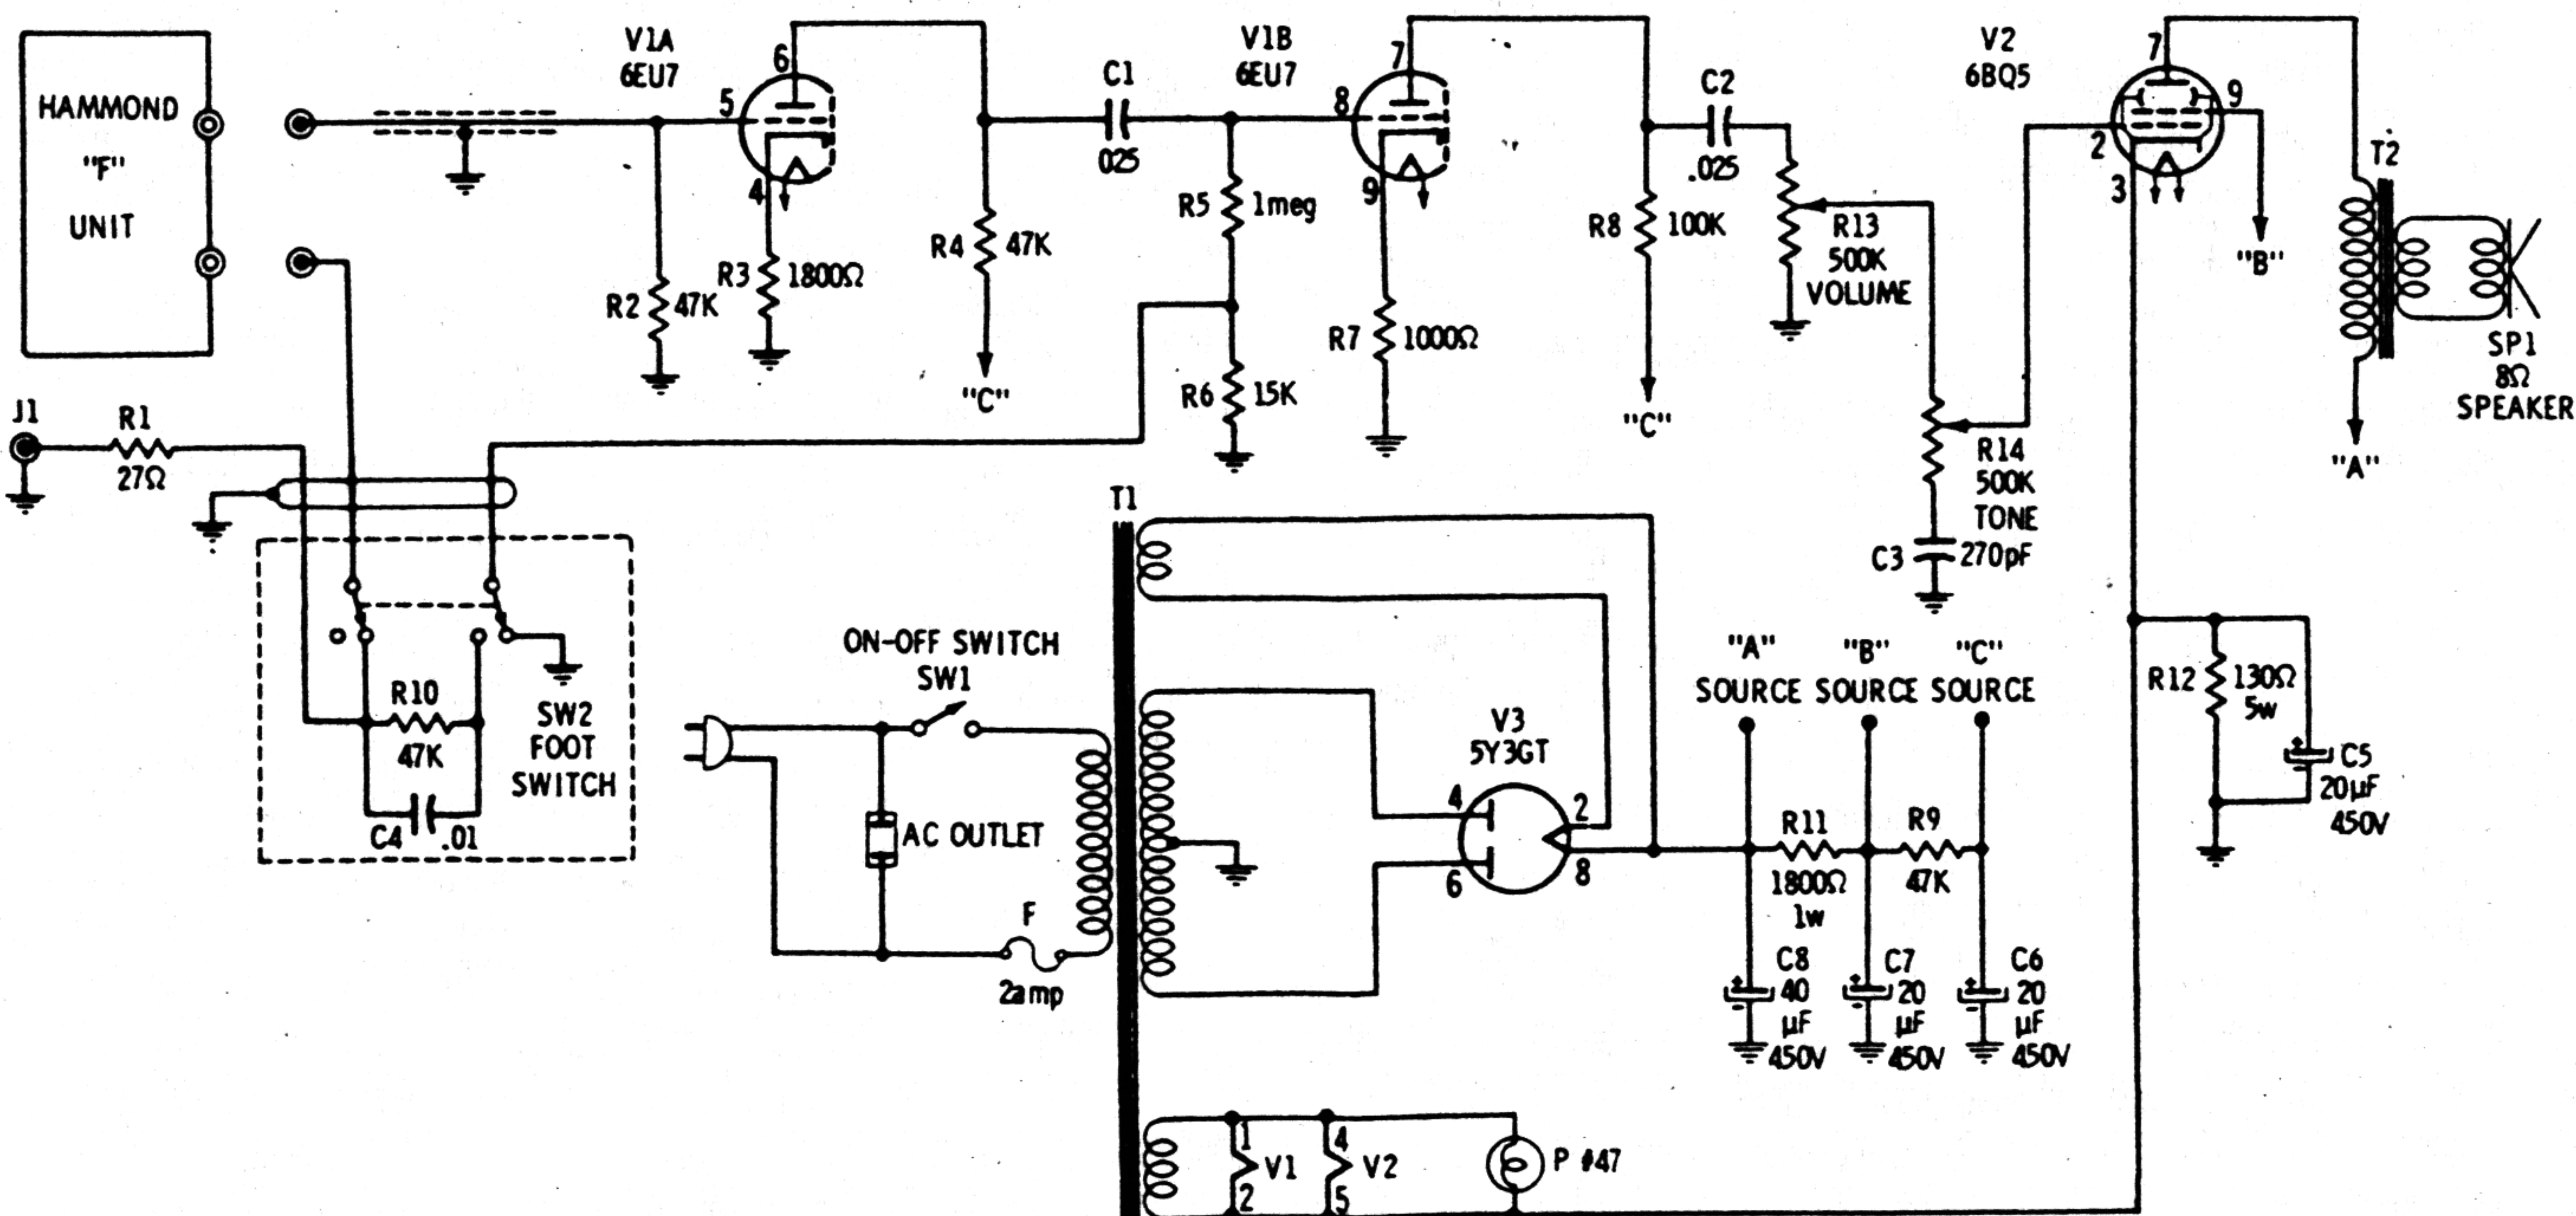 HAMMOND
"F"
UNIT
V1A
6EU7
6
5
4
R2
47K
R3
1800Ω
R4
47K
"C"
C1
025
R5
1meg
R6
15K
V1B
6EU7
7
8
9
R7
1000Ω
R8
100K
"C"
C2
.025
R13
500K
VOLUME
R14
500K
TONE
C3
270pF
V2
6BQ5
7
9
2
3
"B"
T2
"A"
SP1
8Ω
SPEAKER
J1
R1
27Ω
R10
47K
C4
.01
SW2
FOOT
SWITCH
ON-OFF SWITCH
SW1
AC OUTLET
F
2amp
T1
V3
5Y3GT
4
6
2
8
"A"
SOURCE
"B"
SOURCE
"C"
SOURCE
R11
1800Ω
1w
R9
47K
C8
40
µF
450V
C7
20
µF
450V
C6
20
µF
450V
R12
130Ω
5w
C5
20µF
450V
1
V1
2
4
V2
5
P #47